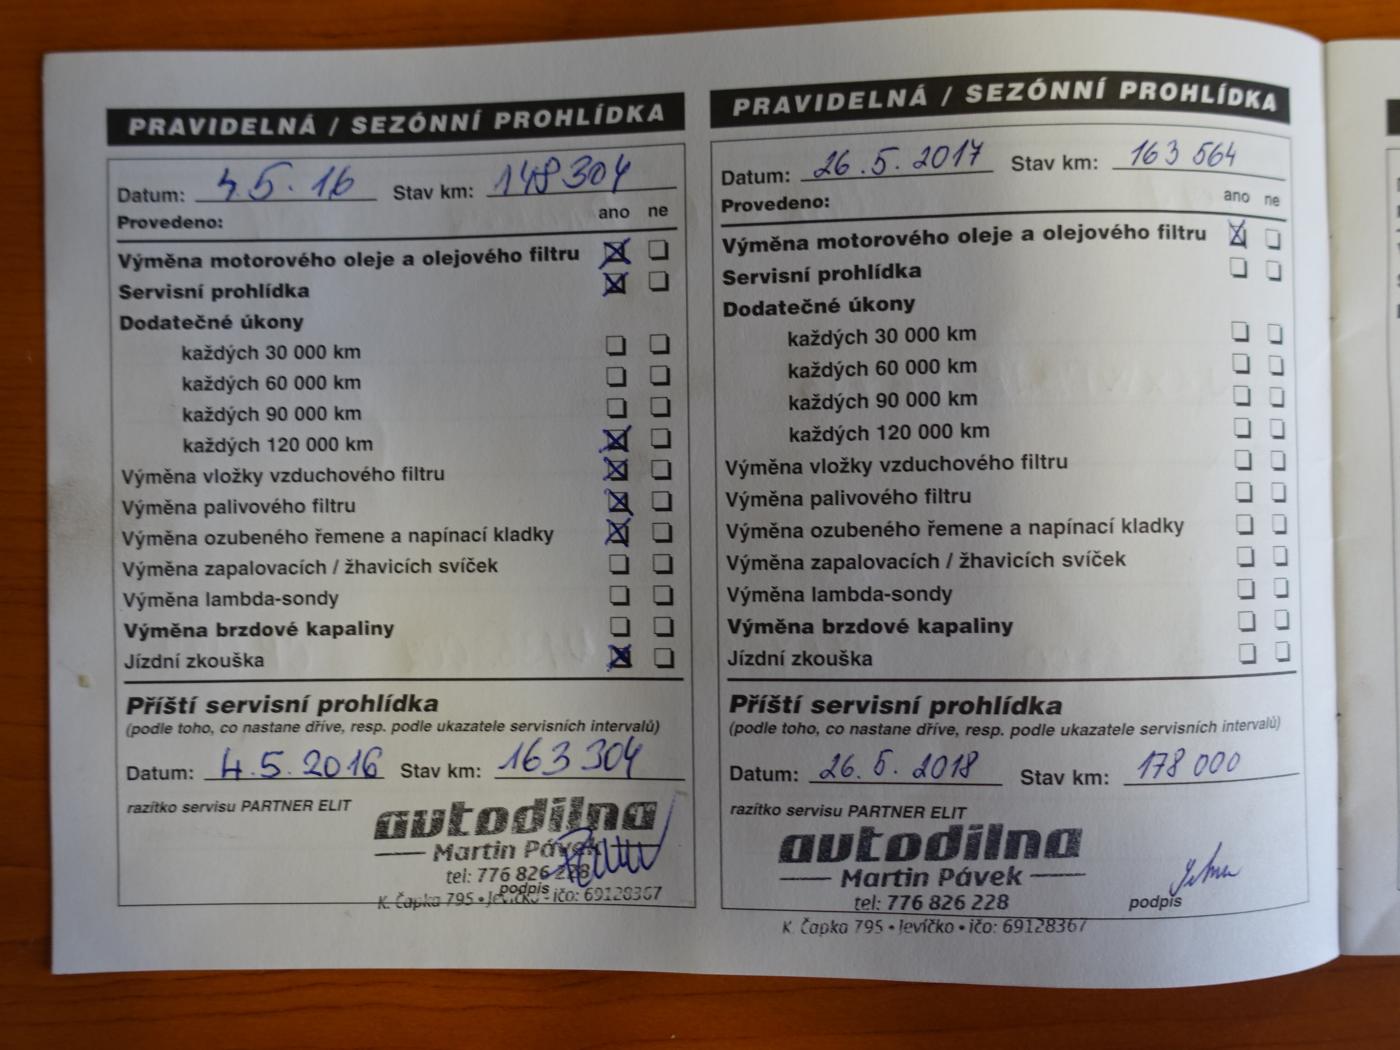 PRAVIDELNÁ / SEZÓNNÍ PROHLÍDKA
Datum: 4.5.16 Stav km: 148304
Provedeno: ano ne
Výměna motorového oleje a olejového filtru
Servisní prohlídka
Dodatečné úkony
každých 30 000 km
každých 60 000 km
každých 90 000 km
každých 120 000 km
Výměna vložky vzduchového filtru
Výměna palivového filtru
Výměna ozubeného řemene a napínací kladky
Výměna zapalovacích / žhavicích svíček
Výměna lambda-sondy
Výměna brzdové kapaliny
Jízdní zkouška
Příští servisní prohlídka
(podle toho, co nastane dříve, resp. podle ukazatele servisních intervalů)
Datum: 4.5.2016 Stav km: 163 304
razítko servisu PARTNER ELIT
autodilna
Martin Pávek
tel: 776 826 228
podpis
K. Čapka 795 • Jevíčko • ičo: 69128367
PRAVIDELNÁ / SEZÓNNÍ PROHLÍDKA
Datum: 26.5.2017 Stav km: 163 564
Provedeno: ano ne
Výměna motorového oleje a olejového filtru
Servisní prohlídka
Dodatečné úkony
každých 30 000 km
každých 60 000 km
každých 90 000 km
každých 120 000 km
Výměna vložky vzduchového filtru
Výměna palivového filtru
Výměna ozubeného řemene a napínací kladky
Výměna zapalovacích / žhavicích svíček
Výměna lambda-sondy
Výměna brzdové kapaliny
Jízdní zkouška
Příští servisní prohlídka
(podle toho, co nastane dříve, resp. podle ukazatele servisních intervalů)
Datum: 26.5.2018 Stav km: 178 000
razítko servisu PARTNER ELIT
autodilna
Martin Pávek
tel: 776 826 228
podpis
K. Čapka 795 • Jevíčko • ičo: 69128367